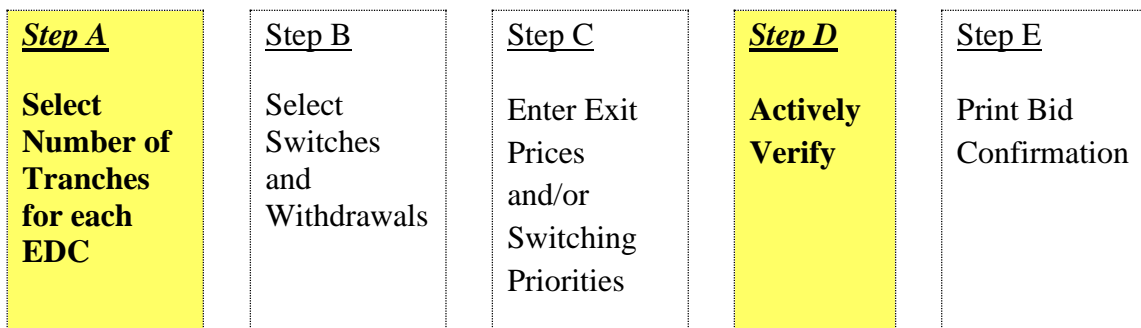 Step A
Select
Number of
Tranches
for each
EDC
Step B
Select
Switches
and
Withdrawals
Step C
Enter Exit
Prices
and/or
Switching
Priorities
Step D
Actively
Verify
Step E
Print Bid
Confirmation